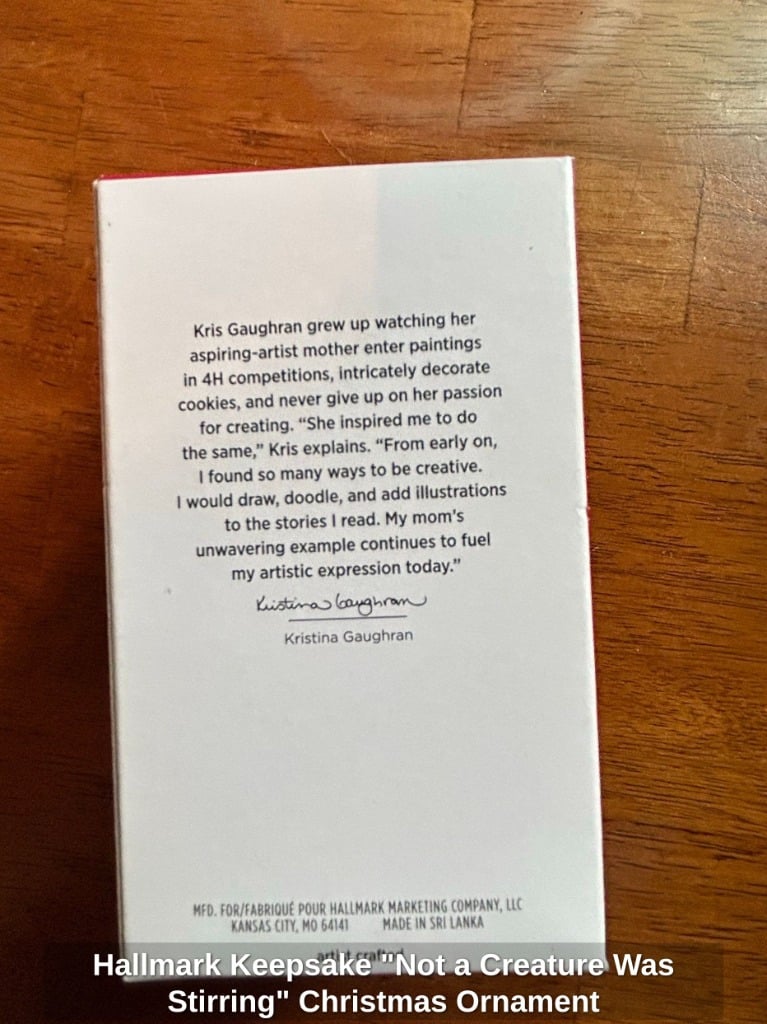 Kris Gaughran grew up watching her
aspiring-artist mother enter paintings
in 4H competitions, intricately decorate
cookies, and never give up on her passion
for creating. “She inspired me to do
the same,” Kris explains. “From early on,
I found so many ways to be creative.
I would draw, doodle, and add illustrations
to the stories I read. My mom's
unwavering example continues to fuel
my artistic expression today.”
Kristina Gaughran
Kristina Gaughran
MFD. FOR/FABRIQUÉ POUR HALLMARK MARKETING COMPANY, LLC
KANSAS CITY, MO 64141 MADE IN SRI LANKA
artist crafted
Hallmark Keepsake "Not a Creature Was
Stirring" Christmas Ornament